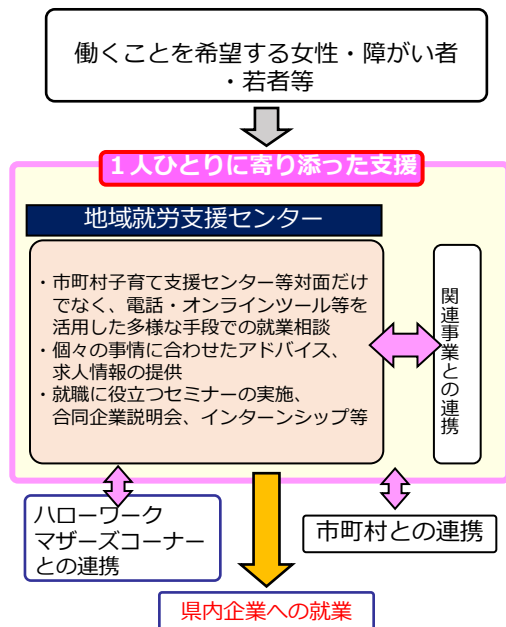 働くことを希望する女性・障がい者
・若者等
１人ひとりに寄り添った支援
地域就労支援センター
・市町村子育て支援センター等対面だけ
でなく、電話・オンラインツール等を
活用した多様な手段での就業相談
・個々の事情に合わせたアドバイス、
求人情報の提供
・就職に役立つセミナーの実施、
合同企業説明会、インターンシップ等
関連事業との連携
ハローワーク
マザーズコーナー
との連携
市町村との連携
県内企業への就業